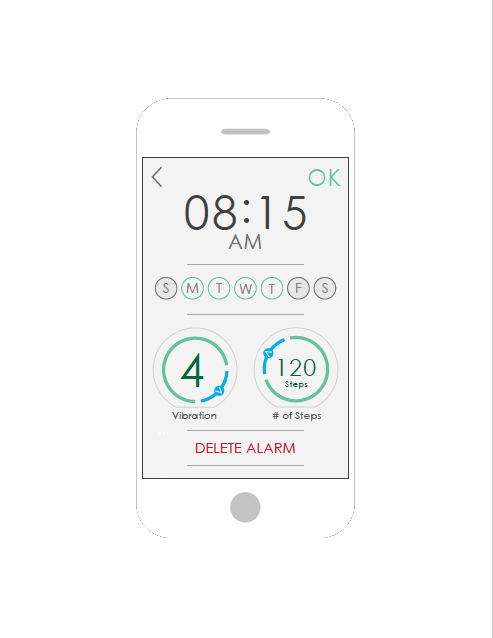 OK
08:15
AM
S M T W T F S
4
120
Steps
Vibration
# of Steps
DELETE ALARM